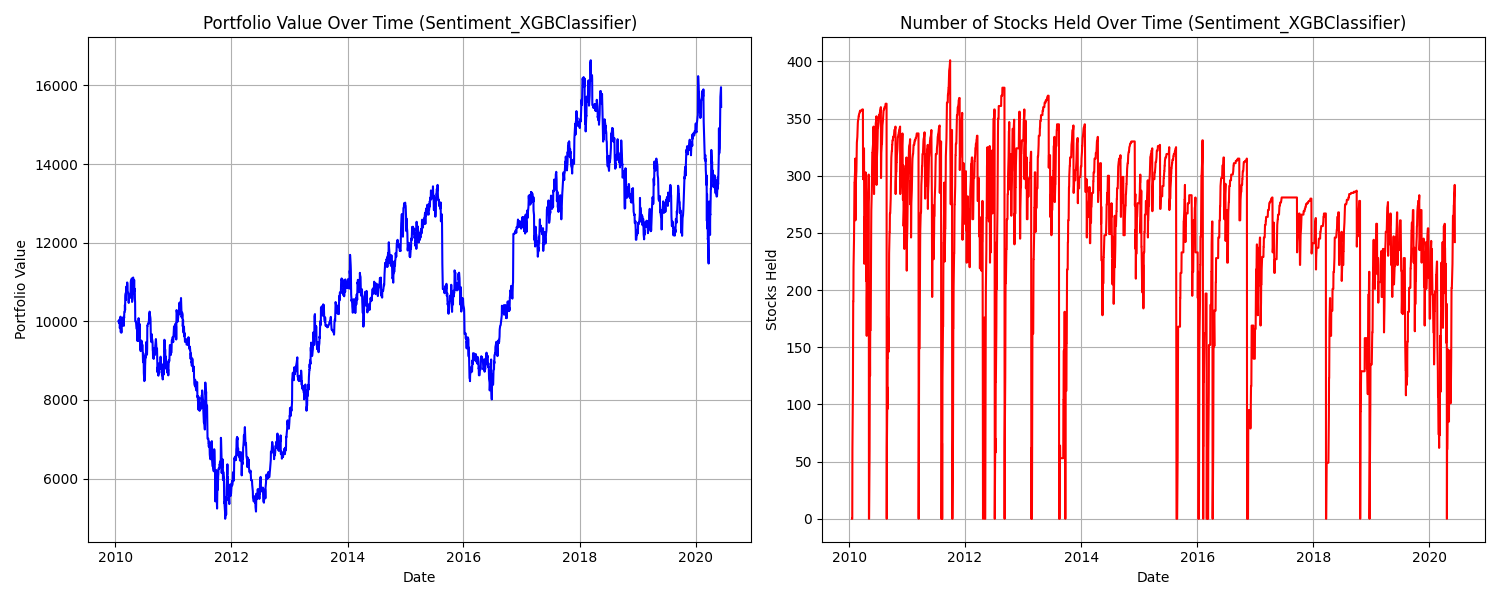 Portfolio Value Over Time (Sentiment_XGBClassifier)
Portfolio Value
16000
14000
12000
10000
8000
6000
2010 2012 2014 2016 2018 2020
Date
Number of Stocks Held Over Time (Sentiment_XGBClassifier)
Stocks Held
400
350
300
250
200
150
100
50
0
2010 2012 2014 2016 2018 2020
Date